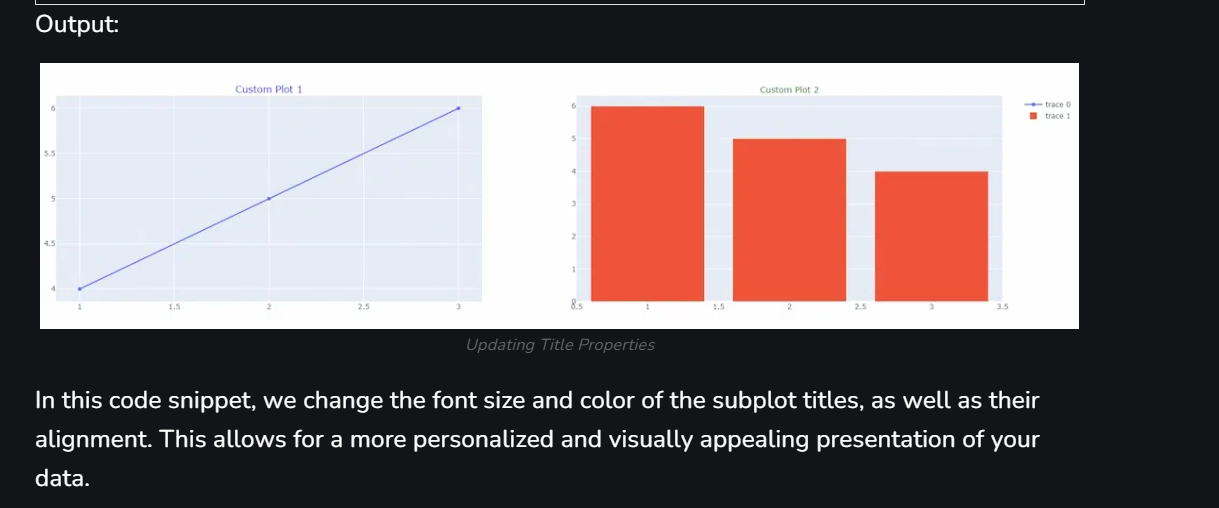 Output:
Custom Plot 1
6
5.5
5
4.5
4
1 1.5 2 2.5 3
Custom Plot 2
6
5
4
3
2
1
0
0.5 1 1.5 2 2.5 3 3.5
trace 0
trace 1
Updating Title Properties
In this code snippet, we change the font size and color of the subplot titles, as well as their
alignment. This allows for a more personalized and visually appealing presentation of your
data.